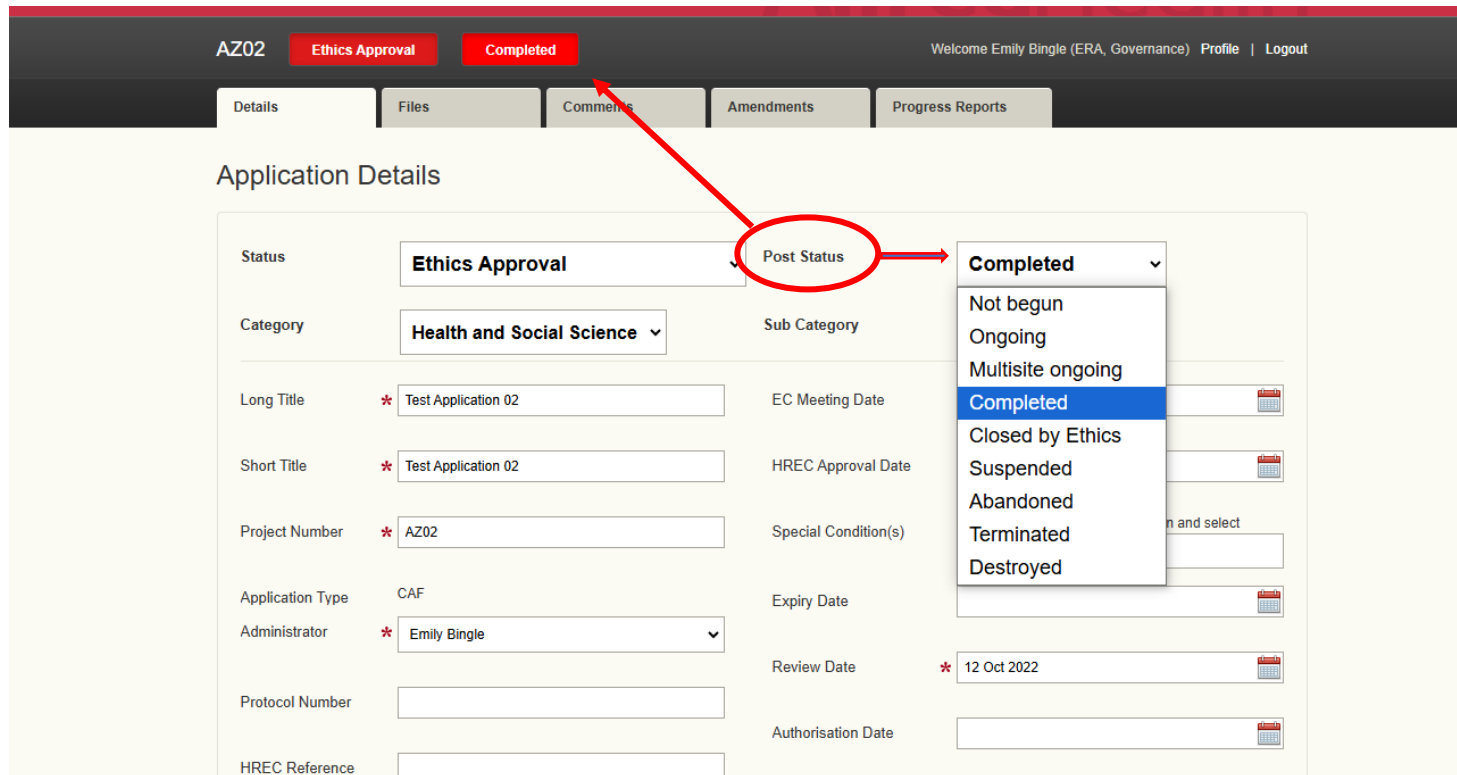 AZ02 Ethics Approval Completed Welcome Emily Bingle (ERA, Governance) Profile | Logout
Details Files Comments Amendments Progress Reports
Application Details
Status Ethics Approval Post Status Completed
Not begun
Category Health and Social Science Sub Category
Ongoing
Multisite ongoing
Long Title * Test Application 02 EC Meeting Date Completed
Closed by Ethics
Short Title * Test Application 02 HREC Approval Date Suspended
Abandoned
Project Number * AZ02 Special Condition(s) and select
Terminated
Destroyed
Application Type CAF Expiry Date
Administrator * Emily Bingle
Review Date * 12 Oct 2022
Protocol Number
Authorisation Date
HREC Reference